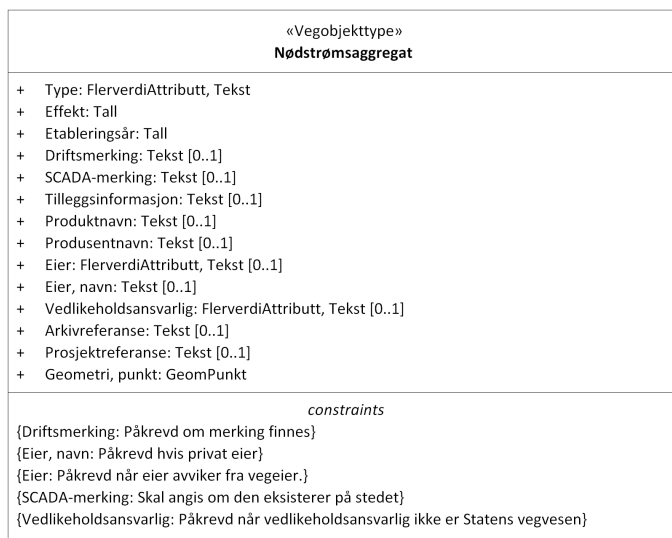 «Vegobjekttype»
Nødstrømsaggregat
+ Type: FlerverdiAttributt, Tekst
+ Effekt: Tall
+ Etableringsår: Tall
+ Driftsmerking: Tekst [0..1]
+ SCADA-merking: Tekst [0..1]
+ Tilleggsinformasjon: Tekst [0..1]
+ Produktnavn: Tekst [0..1]
+ Produsentnavn: Tekst [0..1]
+ Eier: FlerverdiAttributt, Tekst [0..1]
+ Eier, navn: Tekst [0..1]
+ Vedlikeholdsansvarlig: FlerverdiAttributt, Tekst [0..1]
+ Arkivreferanse: Tekst [0..1]
+ Prosjektreferanse: Tekst [0..1]
+ Geometri, punkt: GeomPunkt
constraints
{Driftsmerking: Påkrevd om merking finnes}
{Eier, navn: Påkrevd hvis privat eier}
{Eier: Påkrevd når eier avviker fra vegeier.}
{SCADA-merking: Skal angis om den eksisterer på stedet}
{Vedlikeholdsansvarlig: Påkrevd når vedlikeholdsansvarlig ikke er Statens vegvesen}